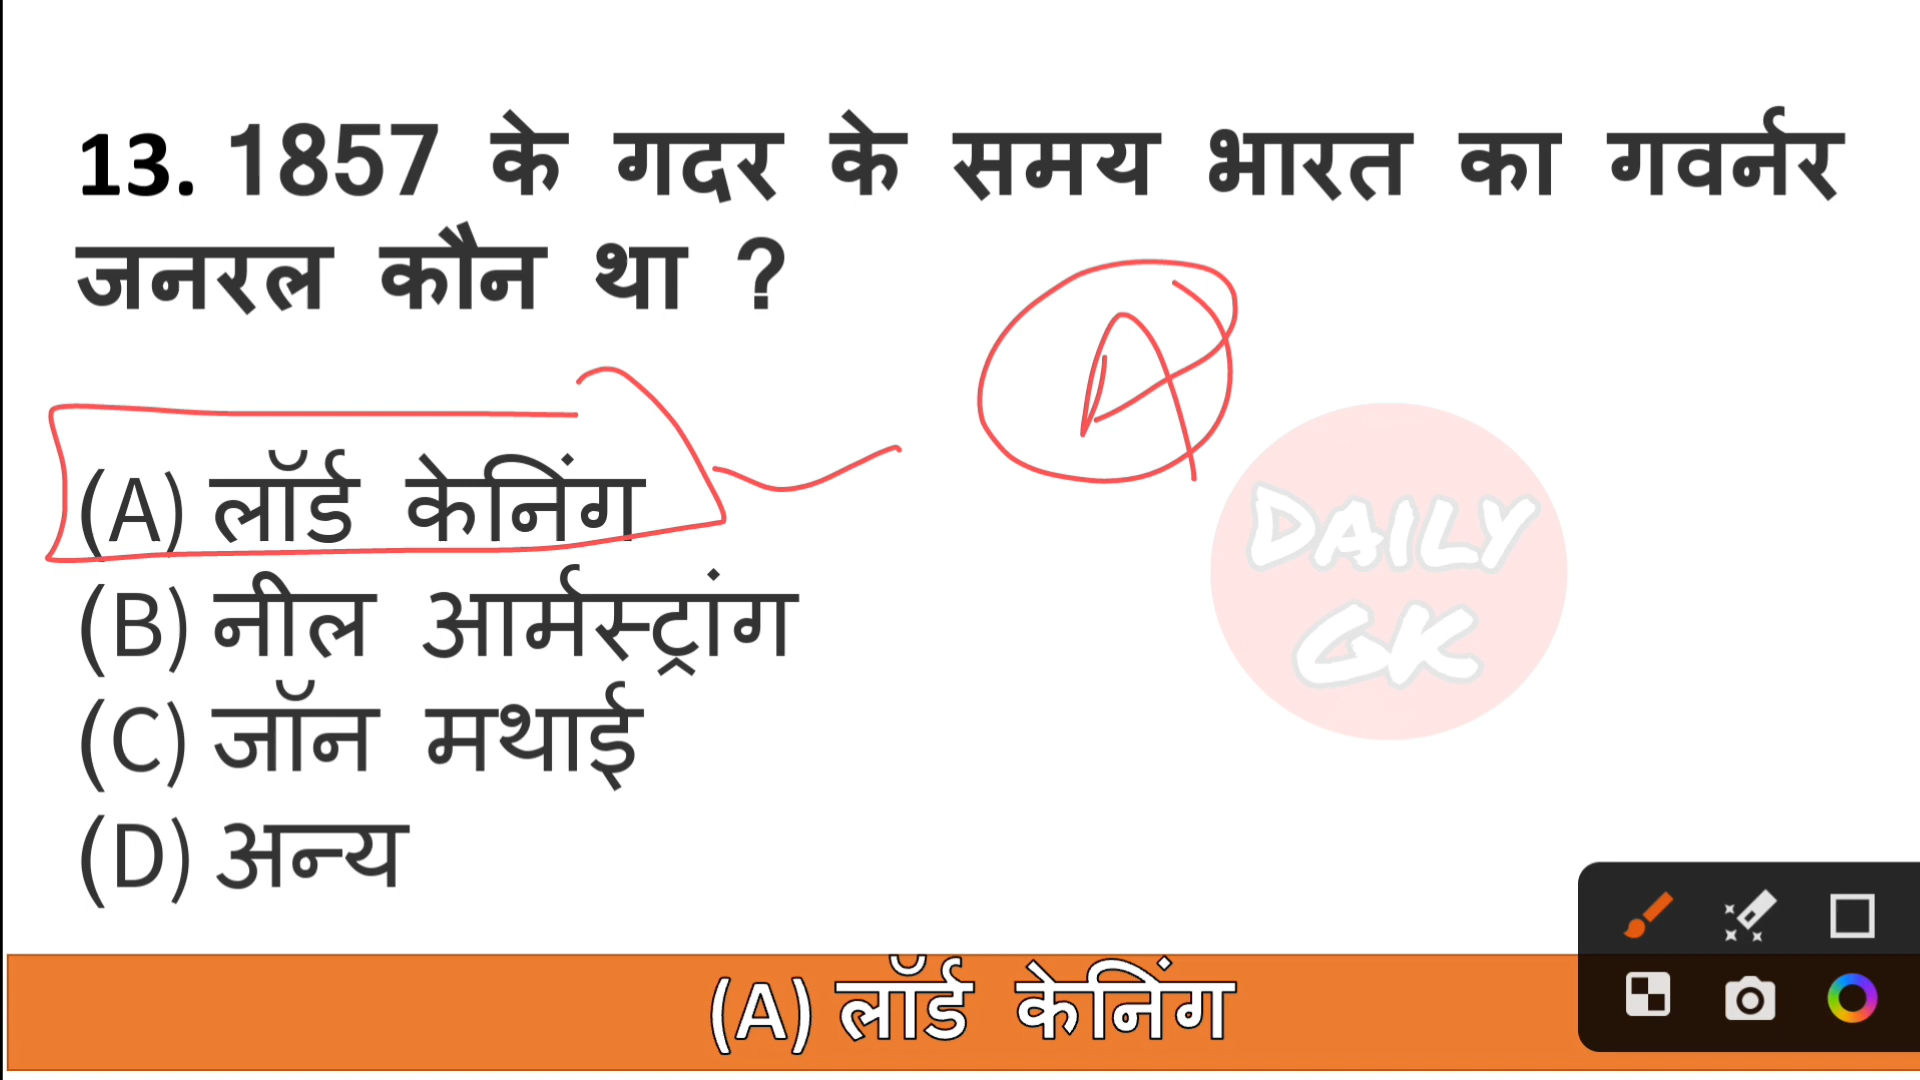 13. 1857 के गदर के समय भारत का गवर्नर
जनरल कौन था ?
A
(A) लॉर्ड केनिंग
(B) नील आर्मस्ट्रांग
(C) जॉन मथाई
(D) अन्य
DAILY
GK
(A) लॉर्ड केनिंग